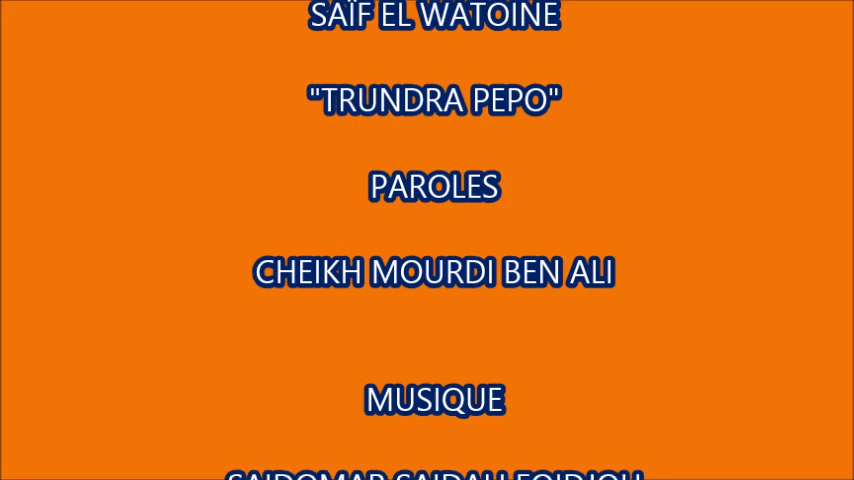 SAÏF EL WATOINE
"TRUNDRA PEPO"
PAROLES
CHEIKH MOURDI BEN ALI
MUSIQUE